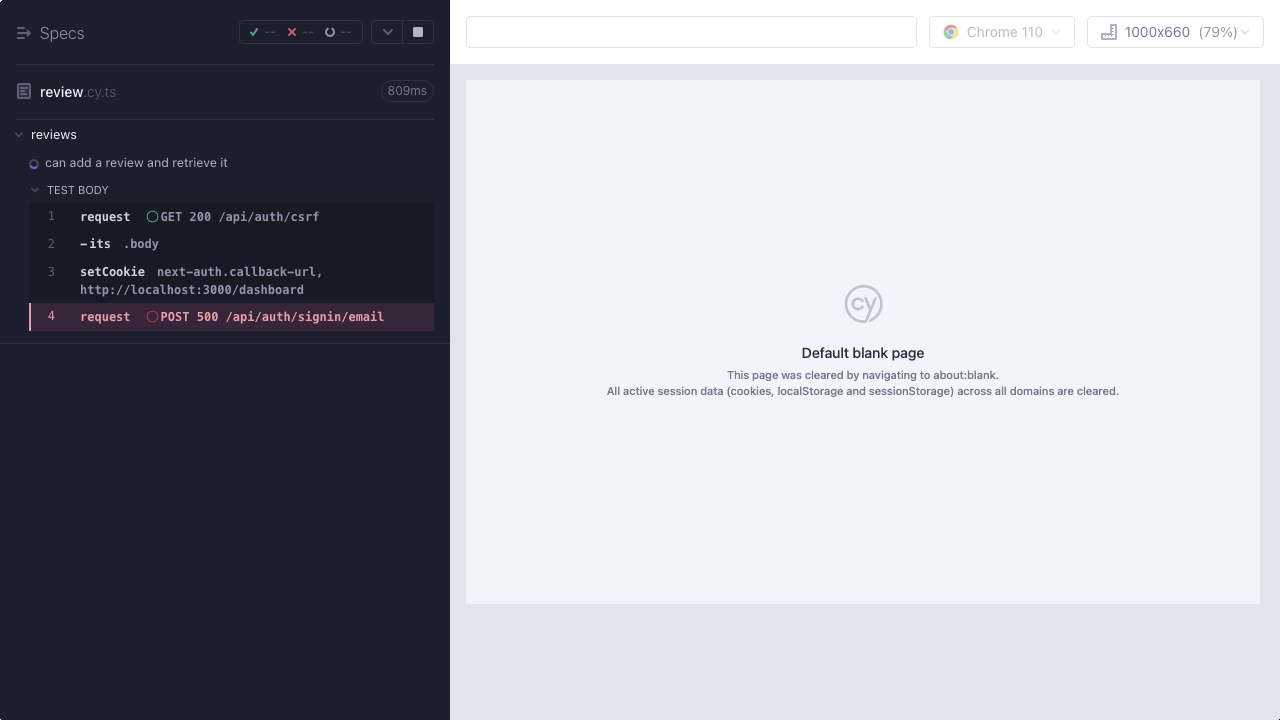 Specs
-- -- --
review.cy.ts 809ms
reviews
can add a review and retrieve it
TEST BODY
1 request GET 200 /api/auth/csrf
2 -its .body
3 setCookie next-auth.callback-url,
http://localhost:3000/dashboard
4 request POST 500 /api/auth/signin/email
Chrome 110
1000x660 (79%)
cy
Default blank page
This page was cleared by navigating to about:blank.
All active session data (cookies, localStorage and sessionStorage) across all domains are cleared.